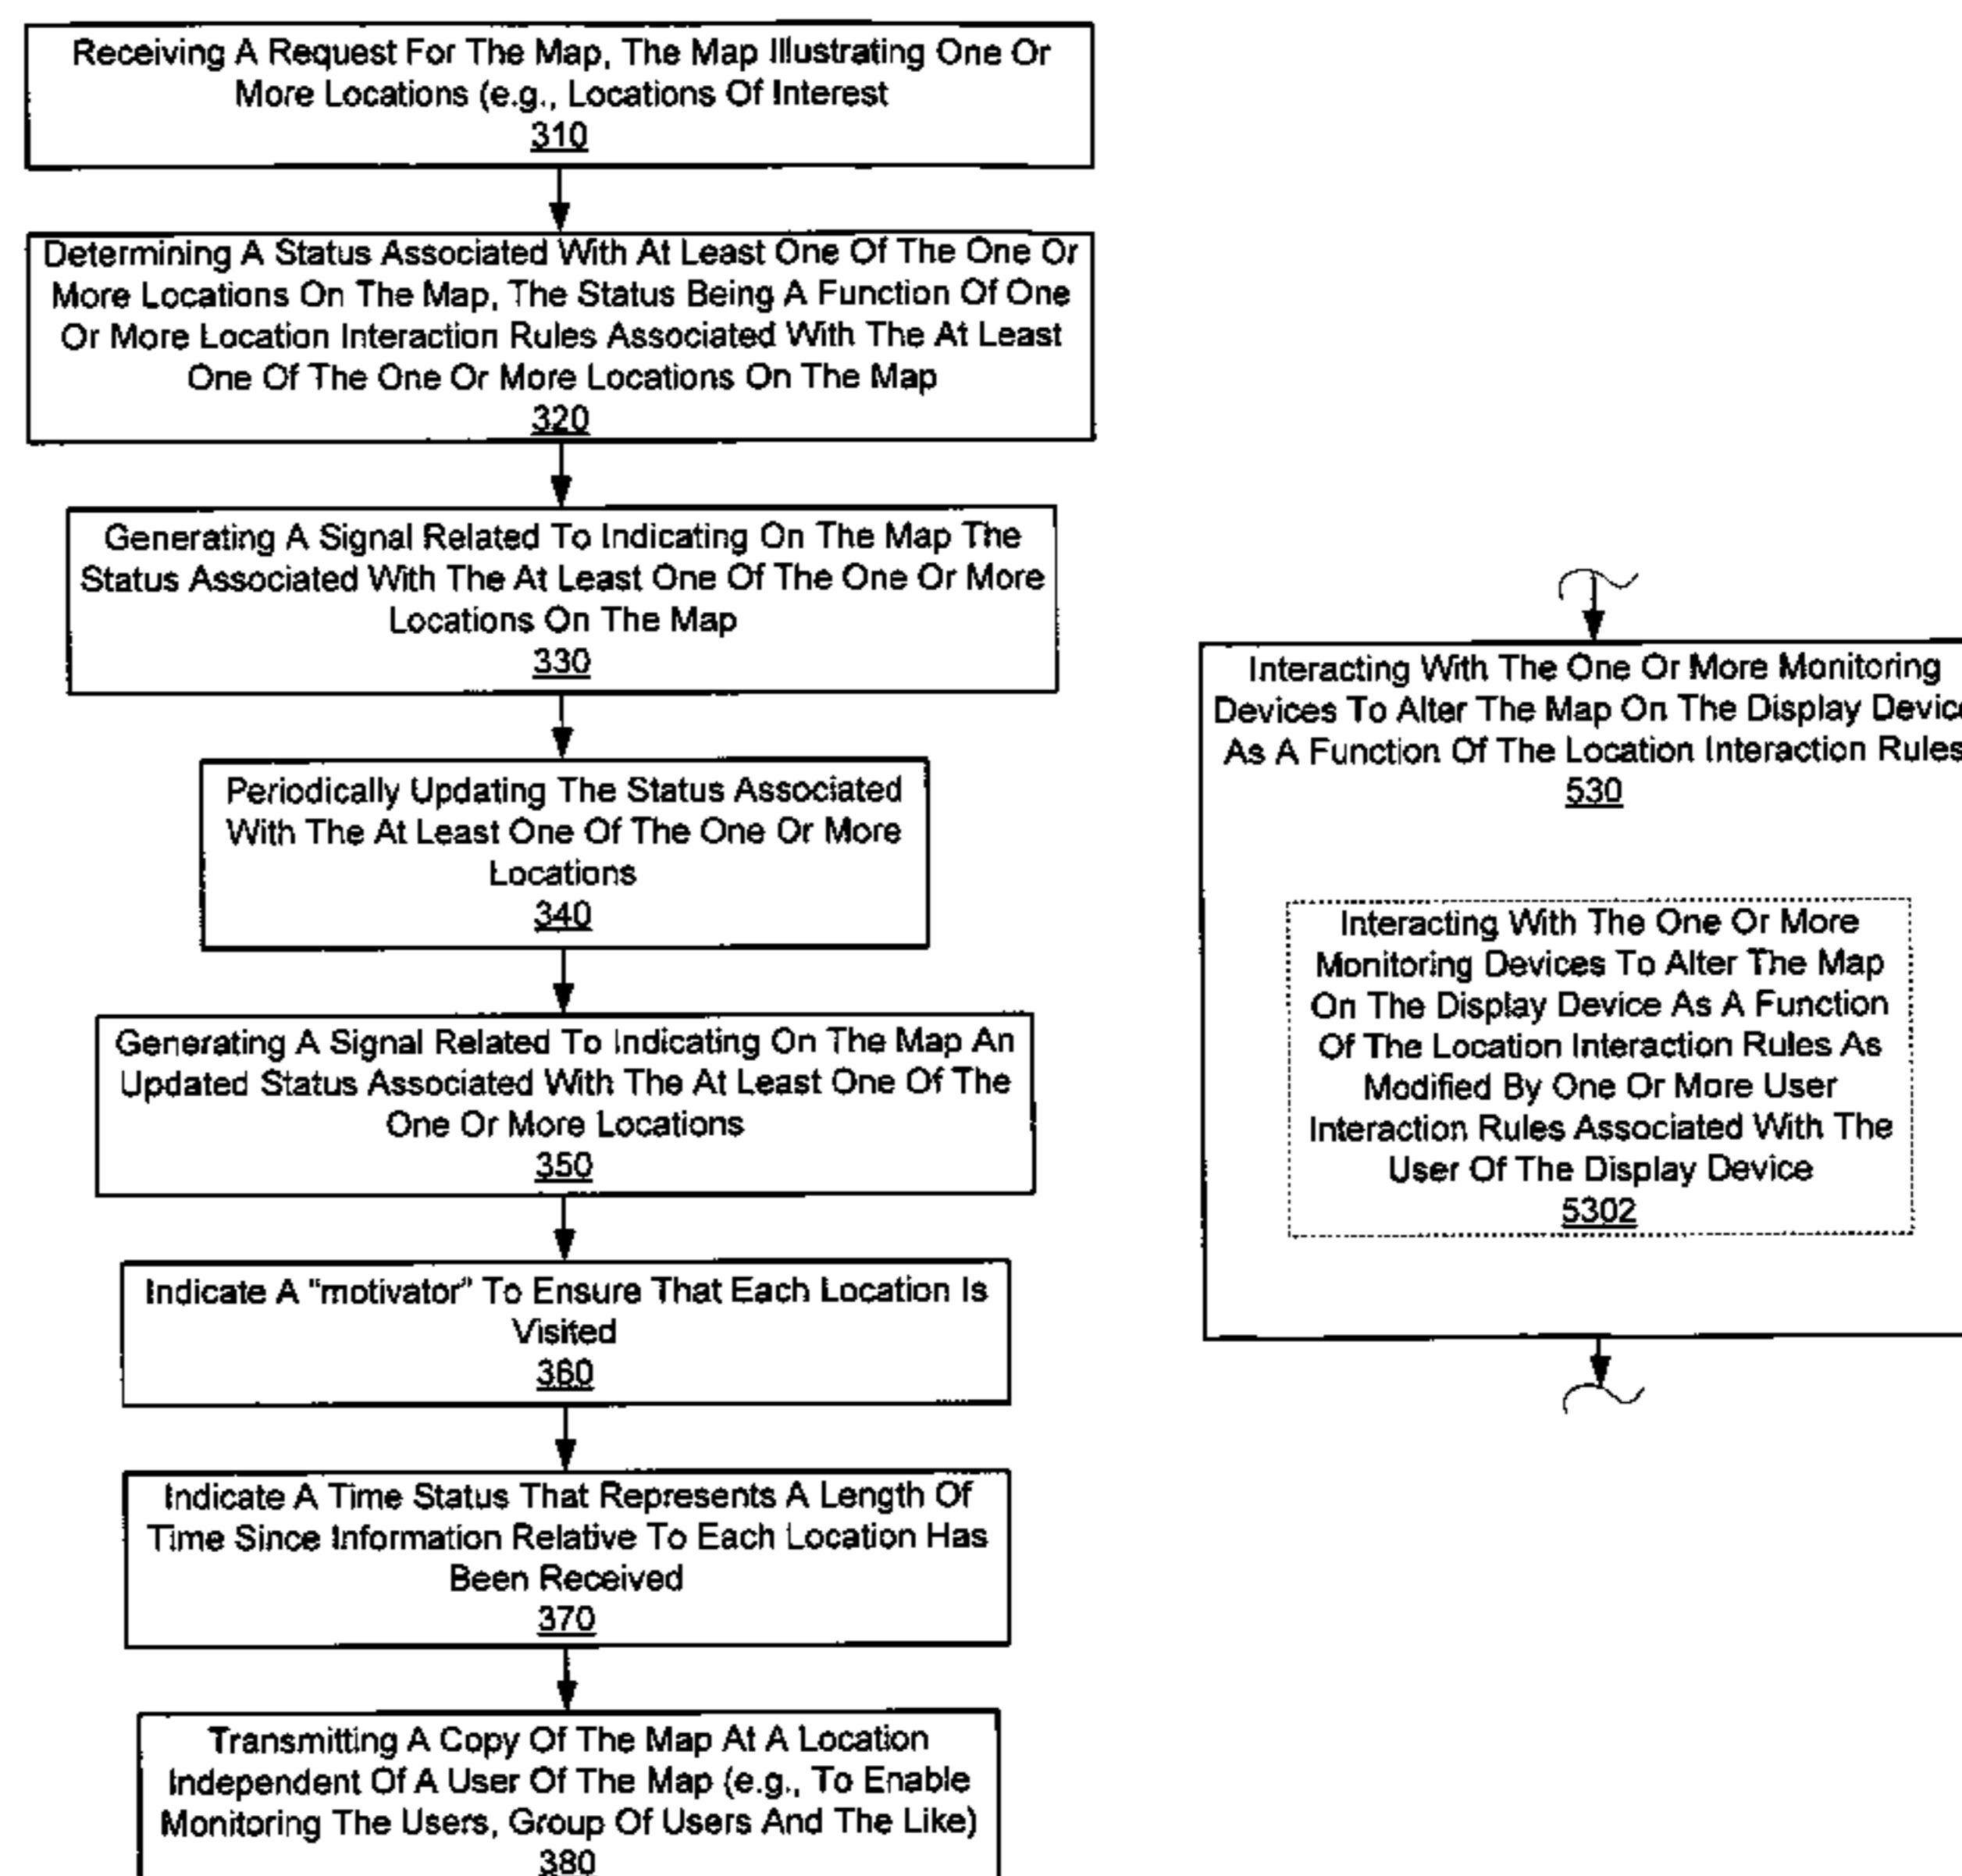 Receiving A Request For The Map, The Map Illustrating One Or
More Locations (e.g., Locations Of Interest
310
Determining A Status Associated With At Least One Of The One Or
More Locations On The Map, The Status Being A Function Of One
Or More Location Interaction Rules Associated With The At Least
One Of The One Or More Locations On The Map
320
Generating A Signal Related To Indicating On The Map The
Status Associated With The At Least One Of The One Or More
Locations On The Map
330
Periodically Updating The Status Associated
With The At Least One Of The One Or More
Locations
340
Generating A Signal Related To Indicating On The Map An
Updated Status Associated With The At Least One Of The
One Or More Locations
350
Indicate A "motivator" To Ensure That Each Location Is
Visited
360
Indicate A Time Status That Represents A Length Of
Time Since Information Relative To Each Location Has
Been Received
370
Transmitting A Copy Of The Map At A Location
Independent Of A User Of The Map (e.g., To Enable
Monitoring The Users, Group Of Users And The Like)
380
Interacting With The One Or More Monitoring
Devices To Alter The Map On The Display Device
As A Function Of The Location Interaction Rules
530
Interacting With The One Or More
Monitoring Devices To Alter The Map
On The Display Device As A Function
Of The Location Interaction Rules As
Modified By One Or More User
Interaction Rules Associated With The
User Of The Display Device
5302